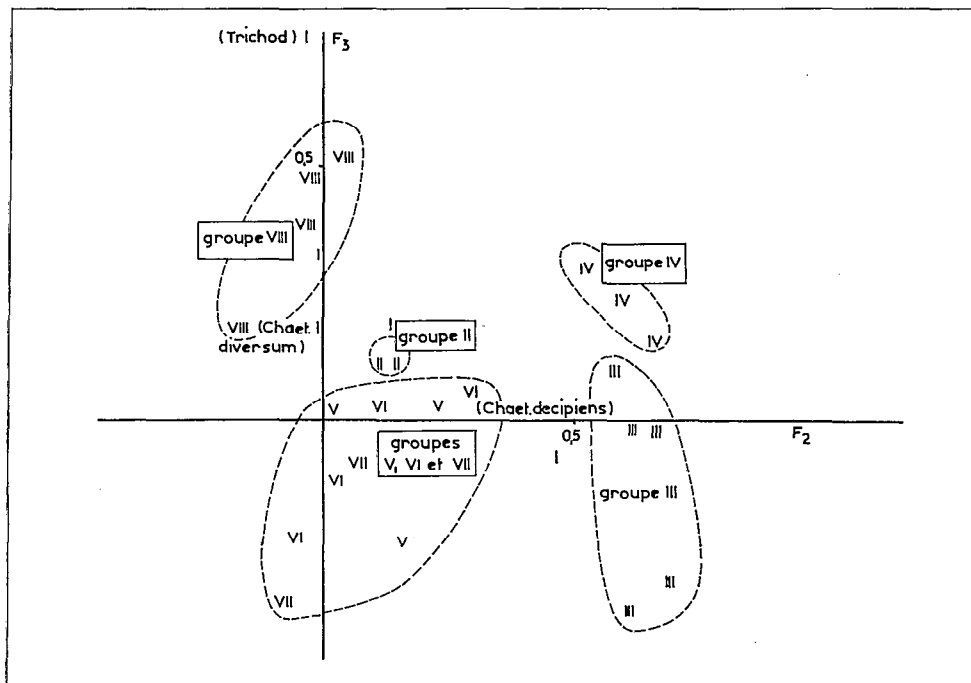 (Trichod) I F3
0,5 VIII
VIII
VIII
groupe VIII
I
groupe IV
IV
IV
VIII (Chaet. I
diversum)
I
groupe II
IV
II II
III
VI
V VI V
(Chaet. decipiens)
0,5 III III
F2
groupes
V, VI et VII
I
VII
VI
groupe III
VI
V
III
VII
III